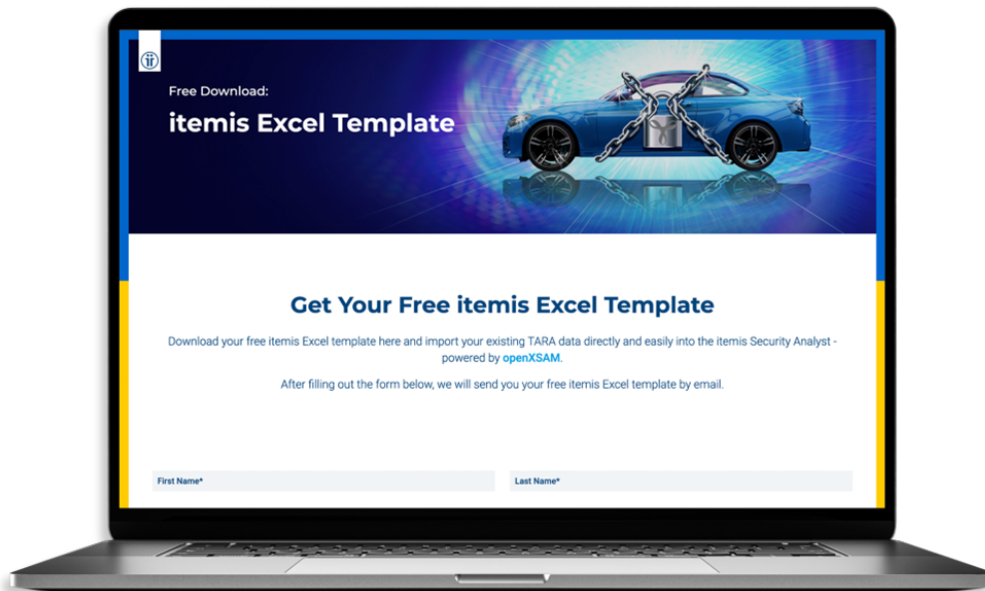 Free Download:
itemis Excel Template
Get Your Free itemis Excel Template
Download your free itemis Excel template here and import your existing TARA data directly and easily into the itemis Security Analyst -
powered by openXSAM.
After filling out the form below, we will send you your free itemis Excel template by email.
First Name* Last Name*